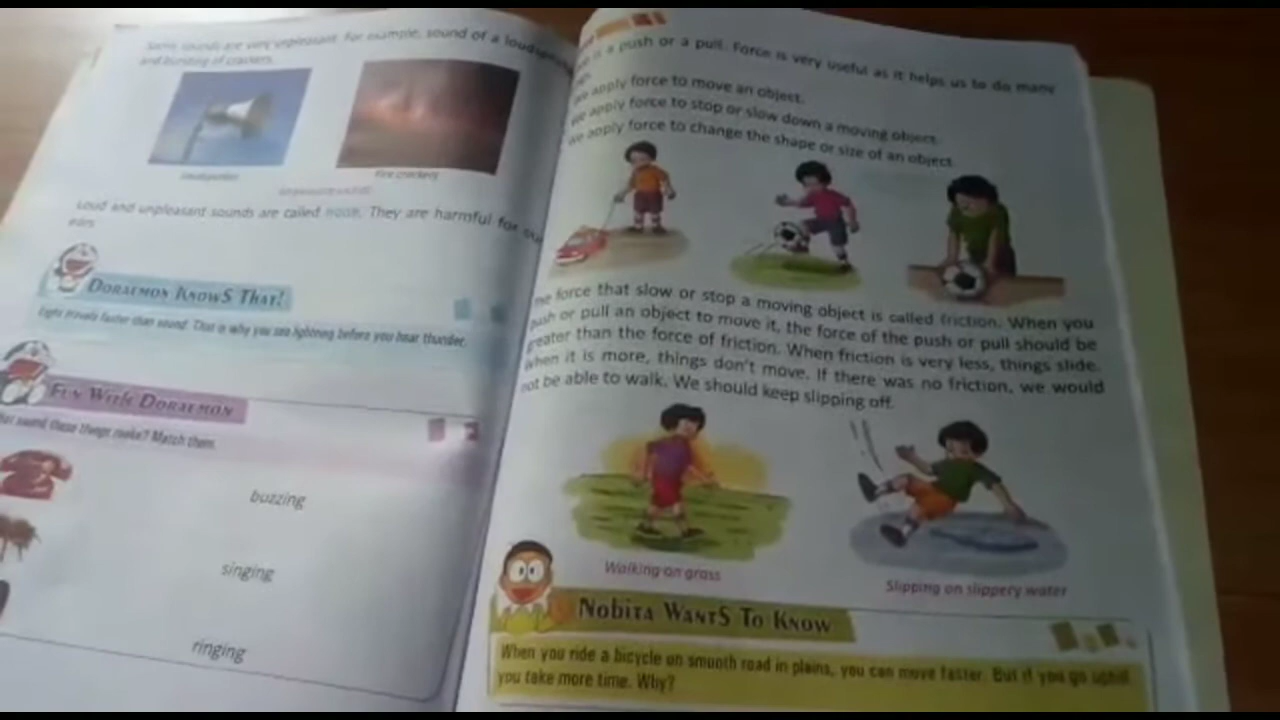 Some sounds are very unpleasant. For example, sound of a
and bursting of crackers.
Loudspeaker
Fire crackers
Loud and unpleasant sounds are called noise. They are harmful for
ears
DORAEMON KNOWS THAT!
Light travels faster than sound. That is why you see lightning before you hear thunder.
FUN WITH DORAEMON
sound these things make? Match them.
buzzing
singing
ringing
is a push or a pull. Force is very useful as it helps us to do many
apply force to move an object.
apply force to stop or slow down a moving object.
apply force to change the shape or size of an object
force that slow or stop a moving object is called friction. When you
or pull an object to move it, the force of the push or pull should be
greater than the force of friction. When friction is very less, things slide.
When it is more, things don't move. If there was no friction, we would
not be able to walk. We should keep slipping off.
Walking on grass
Slipping on slippery water
NOBITA WANTS TO KNOW
When you ride a bicycle on smooth road in plains, you can move faster. But if you go uphill
you take more time. Why?